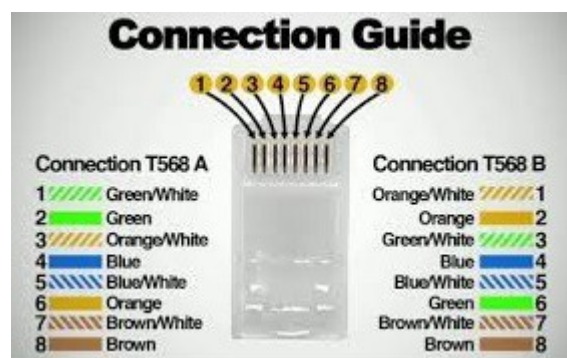 Connection Guide
1 2 3 4 5 6 7 8
Connection T568 A
1 Green/White
2 Green
3 Orange/White
4 Blue
5 Blue/White
6 Orange
7 Brown/White
8 Brown
Connection T568 B
Orange/White 1
Orange 2
Green/White 3
Blue 4
Blue/White 5
Green 6
Brown/White 7
Brown 8